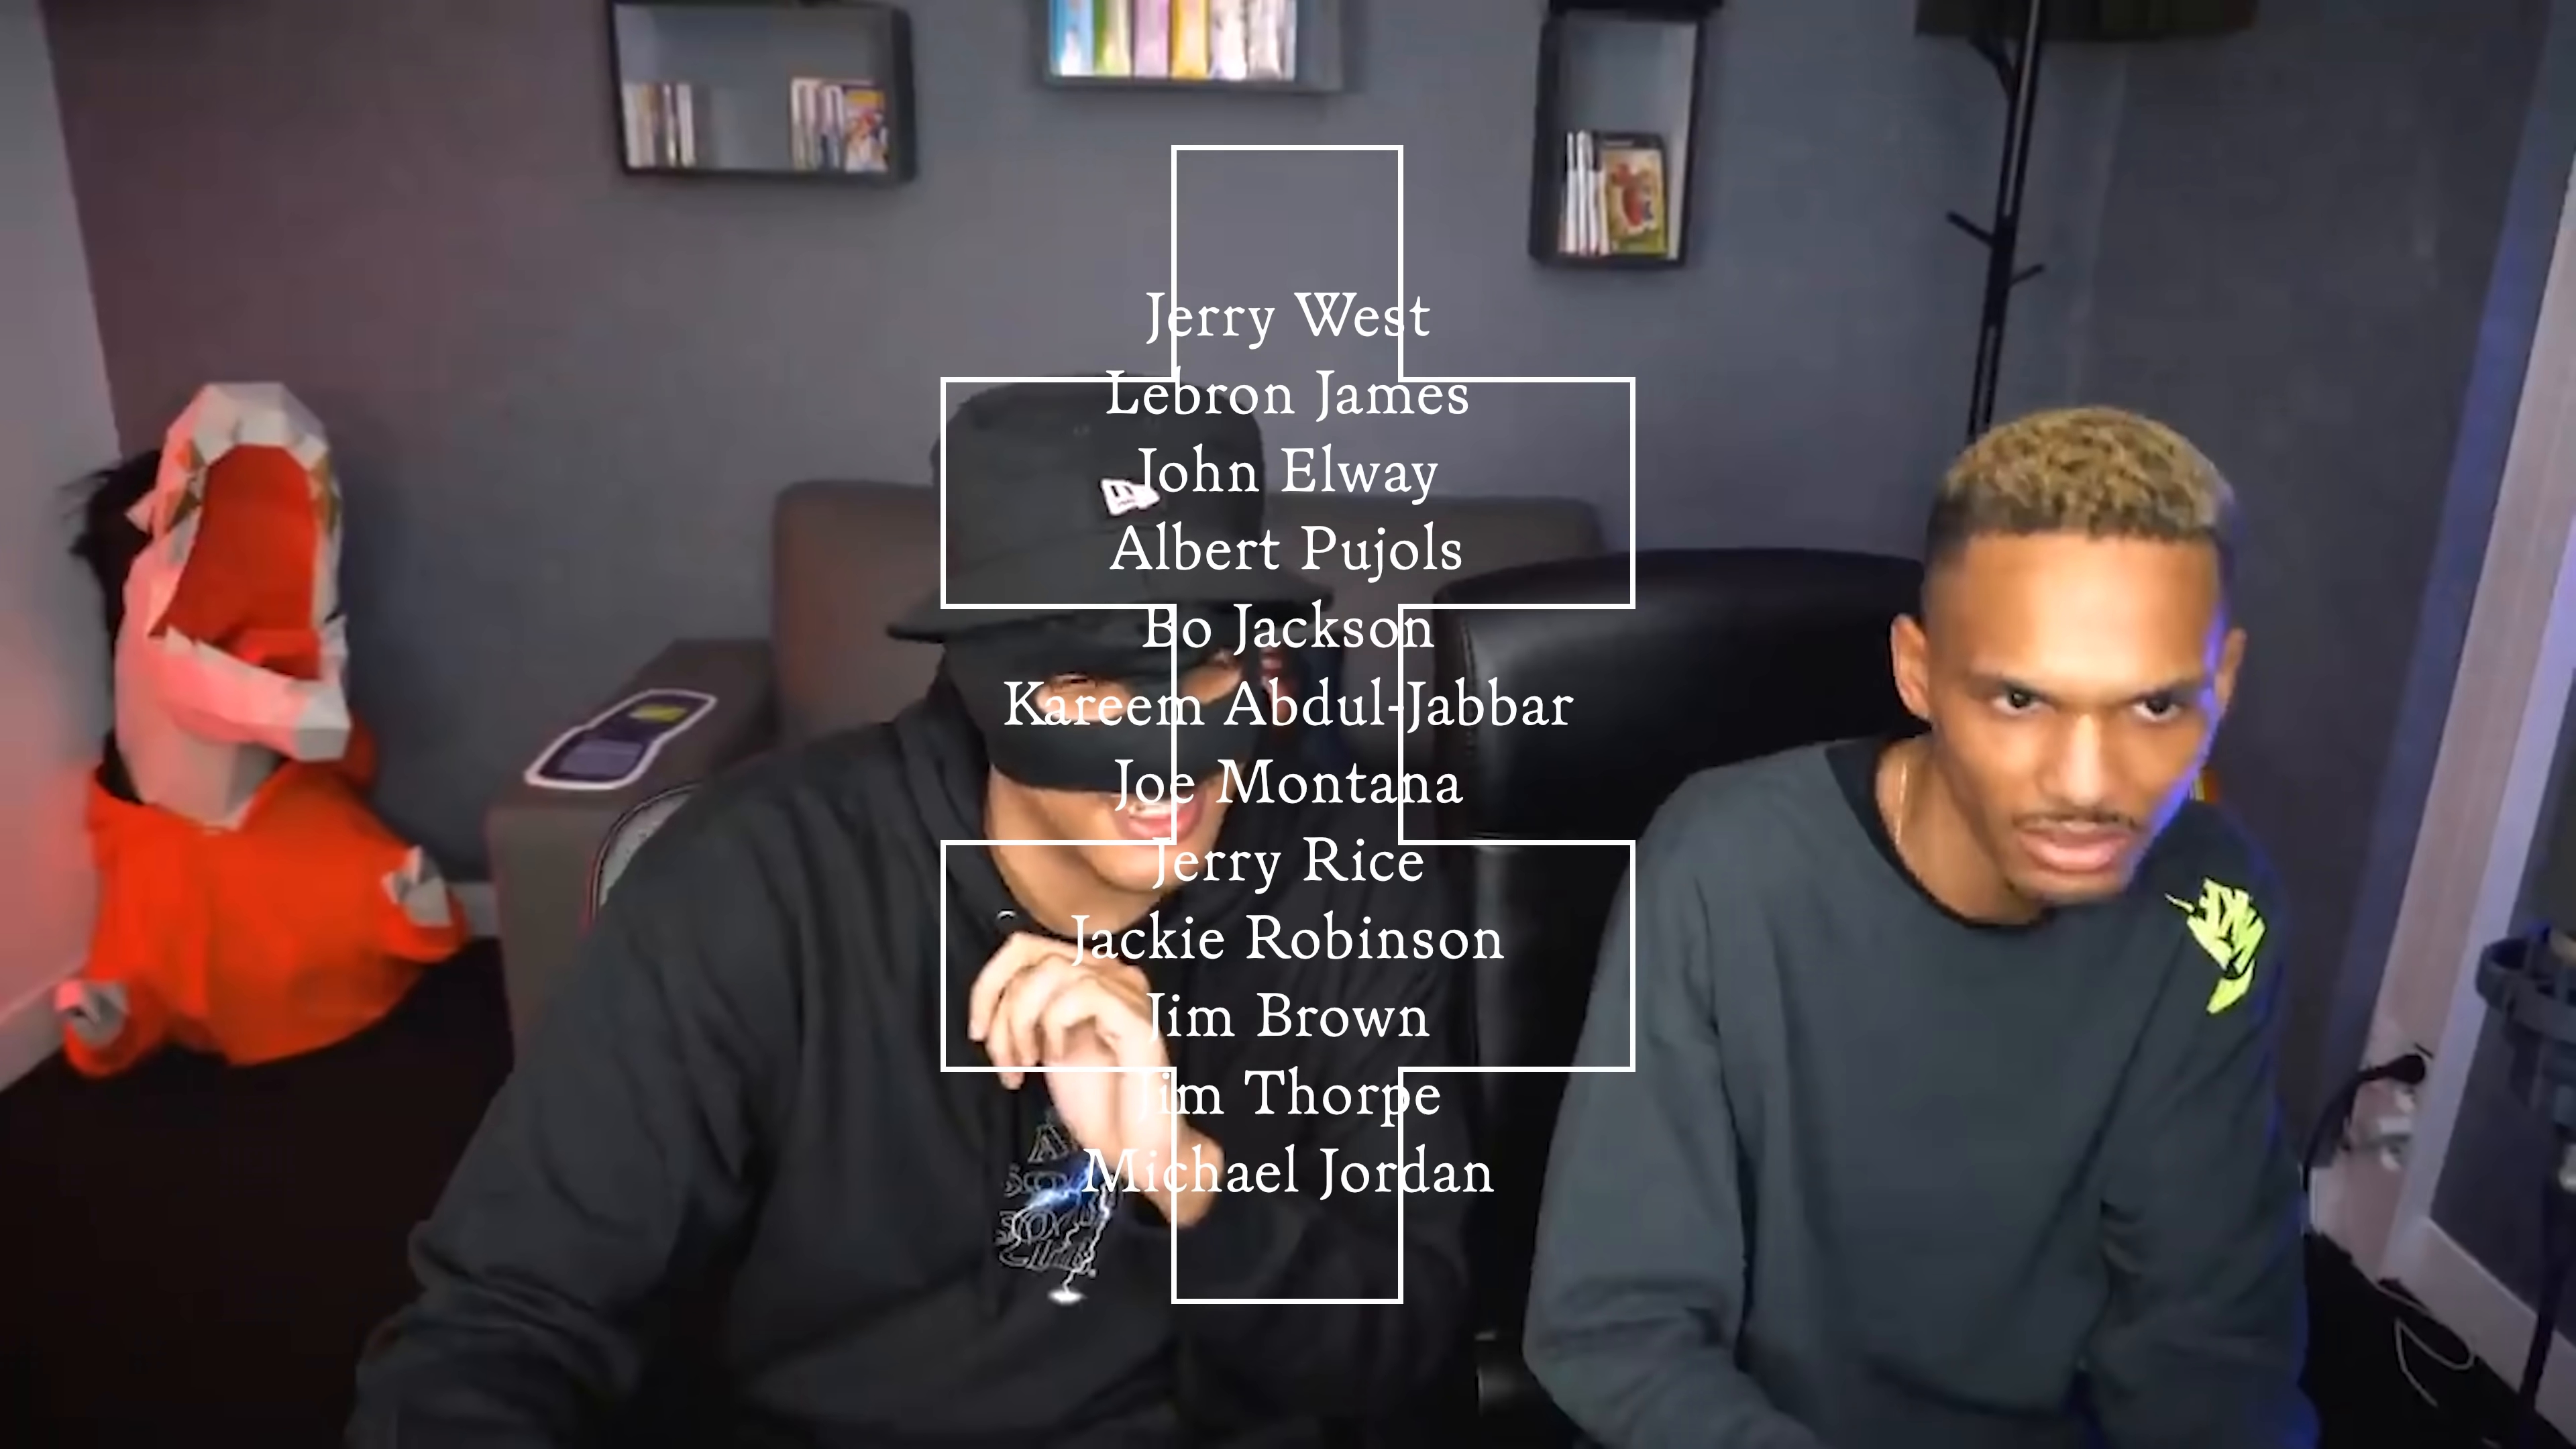 Jerry West
Lebron James
John Elway
Albert Pujols
Bo Jackson
Kareem Abdul-Jabbar
Joe Montana
Jerry Rice
Jackie Robinson
Jim Brown
Jim Thorpe
Michael Jordan